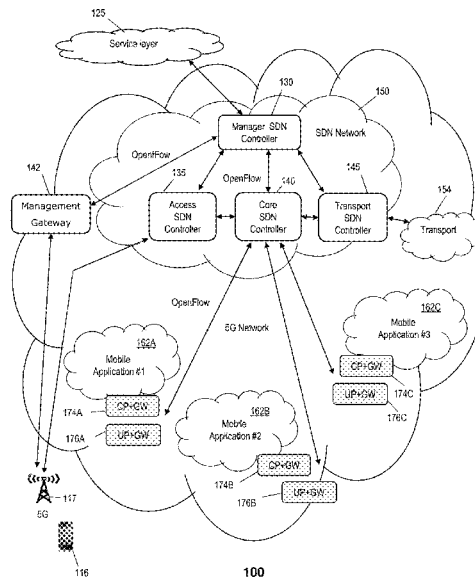 125
Service layer
130
150
Manager SDN
Controller
SDN Network
142
OpenfFow
135
OpenFlow
140
145
154
Management
Gateway
Access
SDN
Controller
Core
SDN
Controller
Transport
SDN
Controller
Transport
OpenFlow
5G Network
162A
Mobile
Application #1
162C
Mobile
Application #3
174A
CP+GW
CP+GW
174C
176A
UP+GW
162B
UP+GW
176C
Mobile
Application #2
CP+GW
174B
UP+GW
176B
117
5G
116
100